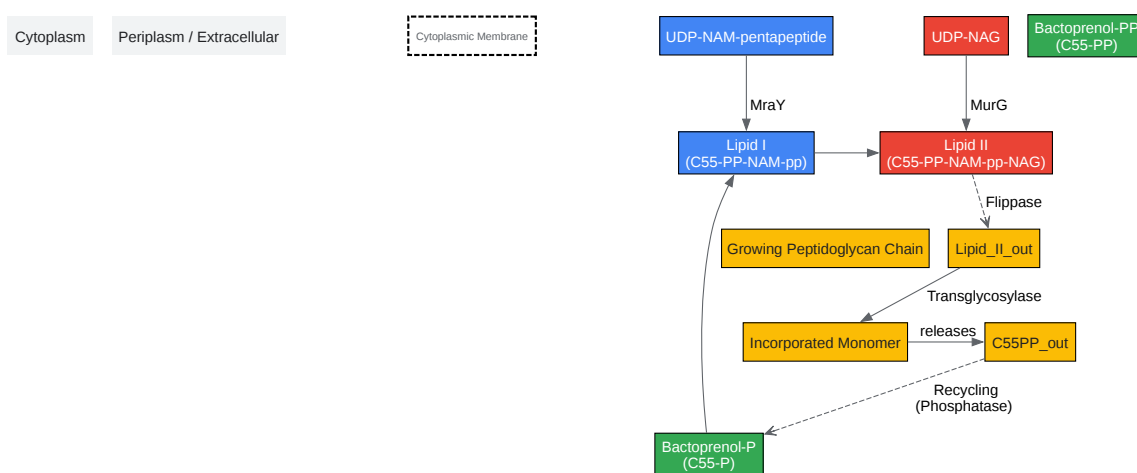 Cytoplasm
Periplasm / Extracellular
Cytoplasmic Membrane
UDP-NAM-pentapeptide
UDP-NAG
Bactoprenol-PP
(C55-PP)
MraY
MurG
Lipid I
(C55-PP-NAM-pp)
Lipid II
(C55-PP-NAM-pp-NAG)
Flippase
Growing Peptidoglycan Chain
Lipid_II_out
Transglycosylase
Incorporated Monomer
releases
C55PP_out
Recycling
(Phosphatase)
Bactoprenol-P
(C55-P)